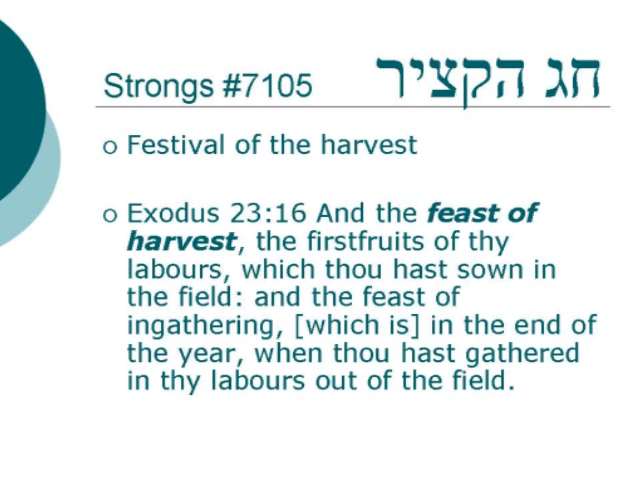 Strongs #7105 חג הקציר
Festival of the harvest
Exodus 23:16 And the feast of
harvest, the firstfruits of thy
labours, which thou hast sown in
the field: and the feast of
ingathering, [which is] in the end of
the year, when thou hast gathered
in thy labours out of the field.